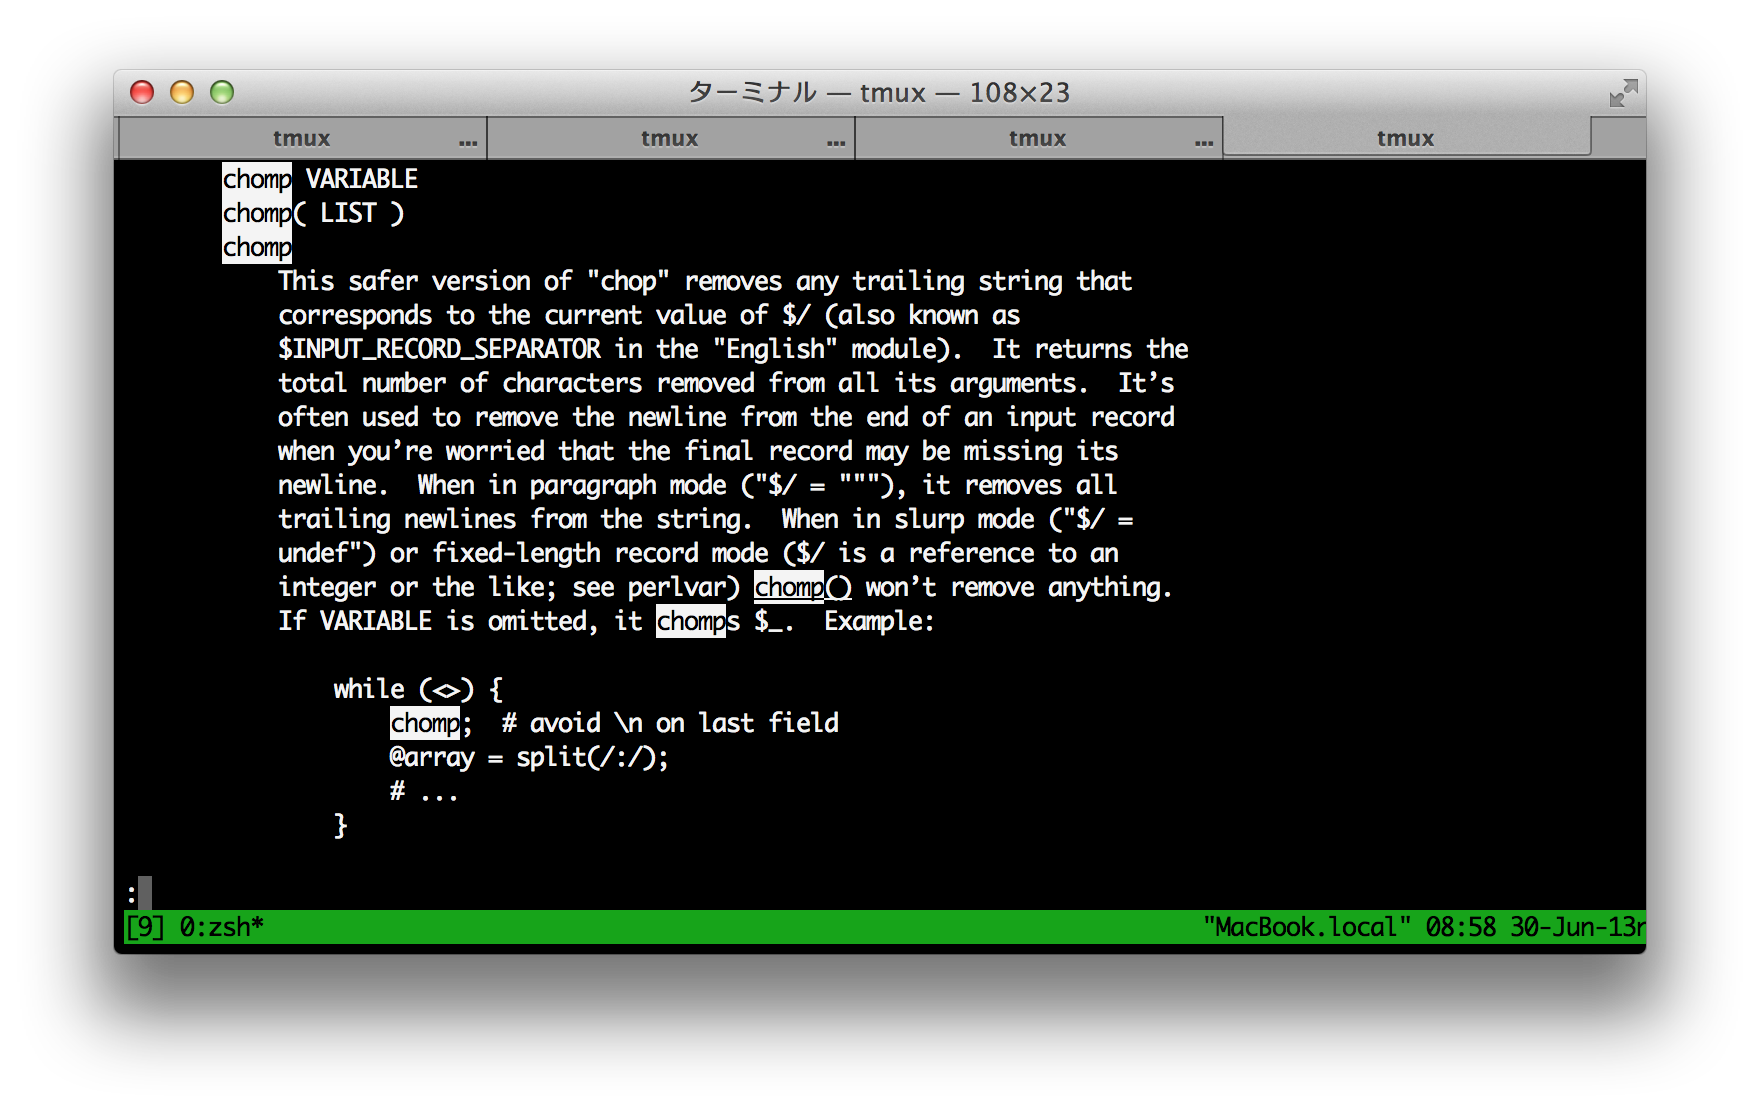 ターミナル — tmux — 108×23
tmux ... tmux ... tmux ... tmux
chomp VARIABLE
chomp( LIST )
chomp
This safer version of "chop" removes any trailing string that
corresponds to the current value of $/ (also known as
$INPUT_RECORD_SEPARATOR in the "English" module).  It returns the
total number of characters removed from all its arguments.  It’s
often used to remove the newline from the end of an input record
when you’re worried that the final record may be missing its
newline.  When in paragraph mode ("$/ = """), it removes all
trailing newlines from the string.  When in slurp mode ("$/ =
undef") or fixed-length record mode ($/ is a reference to an
integer or the like; see perlvar) chomp() won’t remove anything.
If VARIABLE is omitted, it chomps $_.  Example:
while (<>) {
chomp;  # avoid \n on last field
@array = split(/:/);
# ...
}
:
[9] 0:zsh* "MacBook.local" 08:58 30-Jun-13